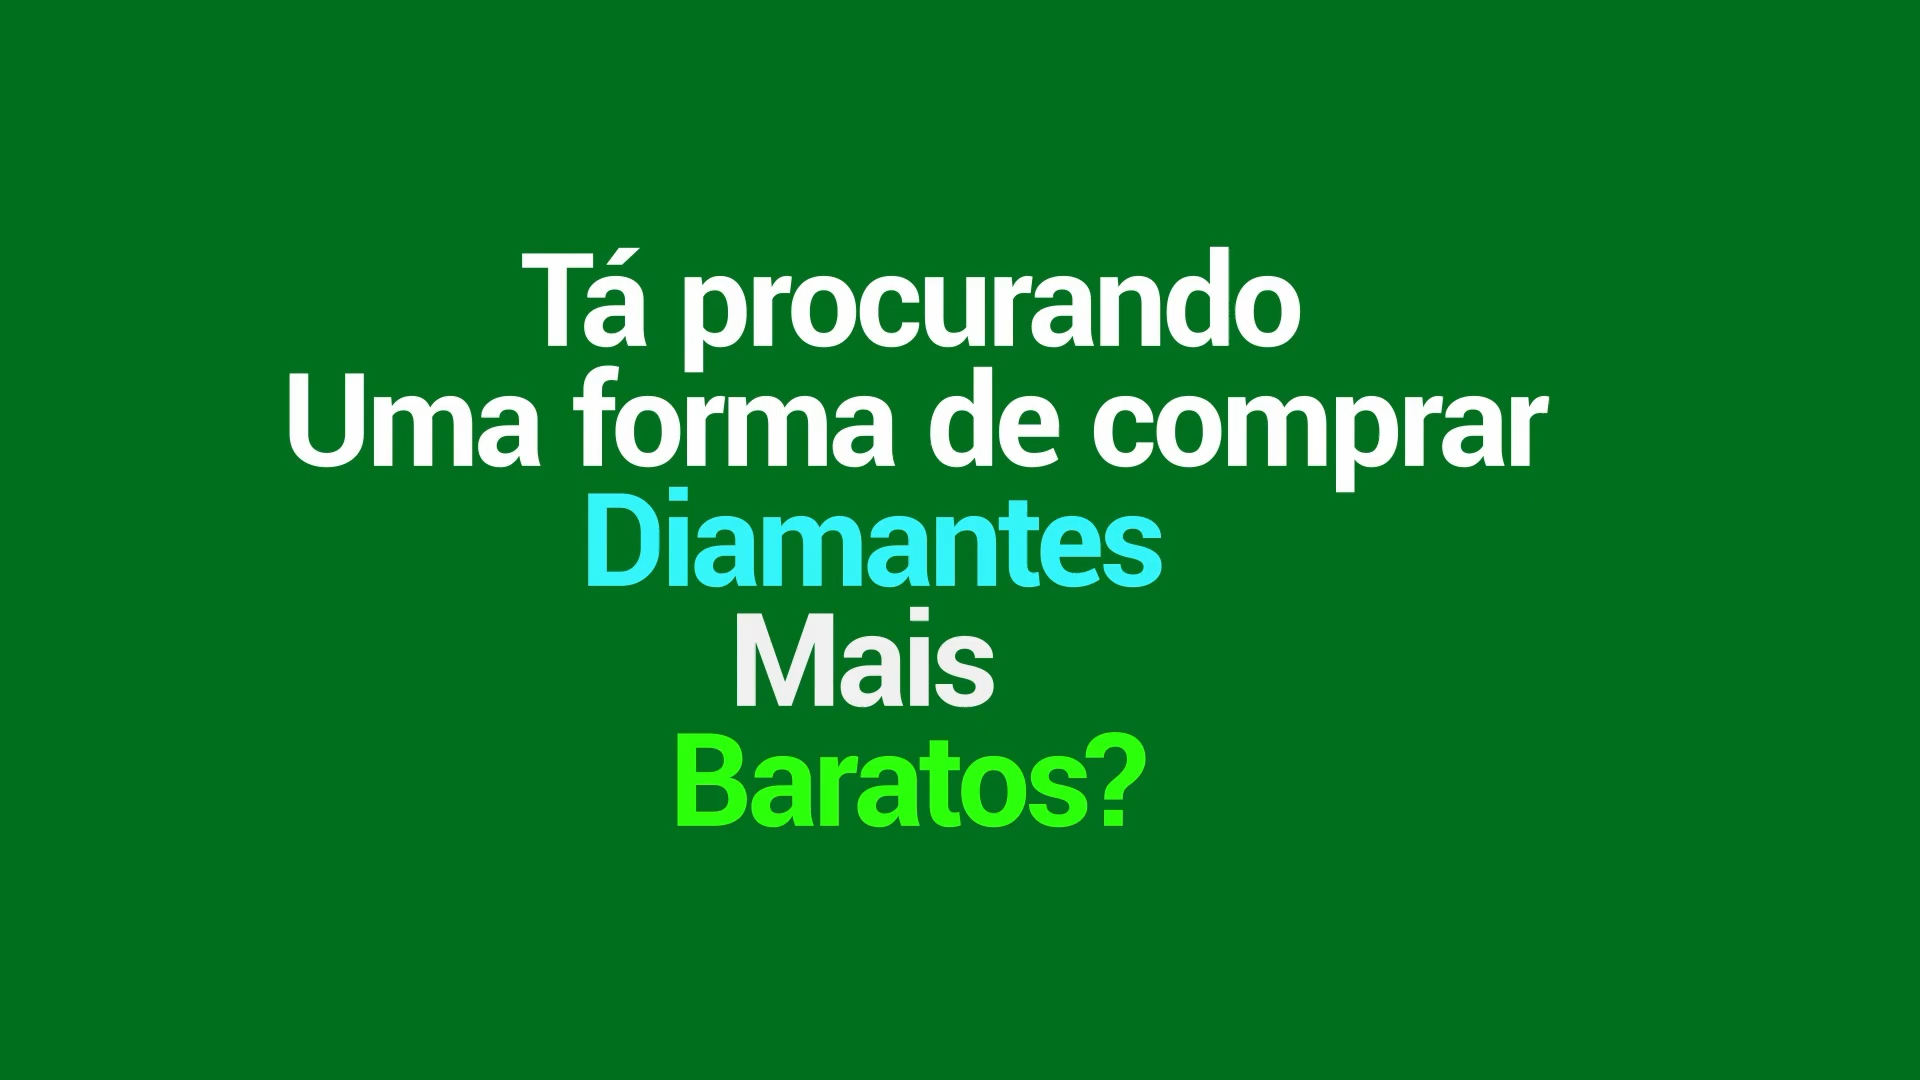 Tá procurando
Uma forma de comprar
Diamantes
Mais
Baratos?